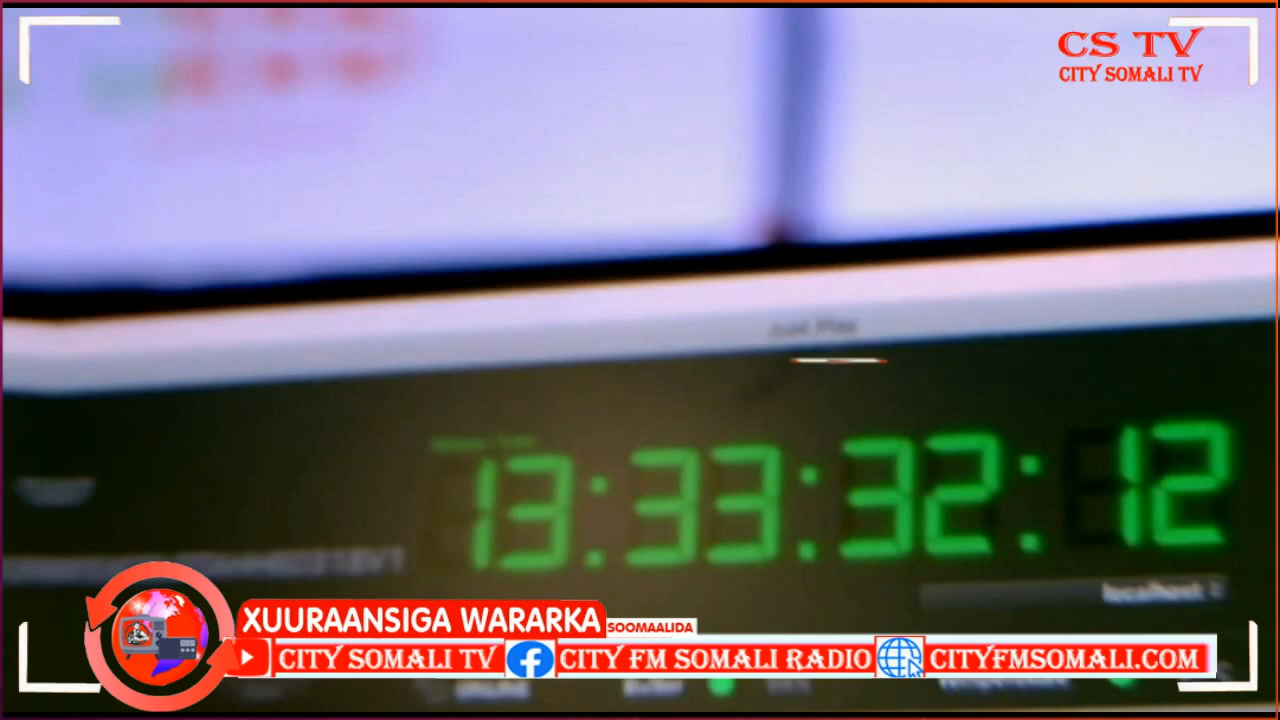 CS TV
CITY SOMALI TV
13:33:32:12
localhost
XUURAANSIGA WARARKA
SOOMAALIDA
CITY SOMALI TV
CITY FM SOMALI RADIO
CITYFMSOMALI.COM